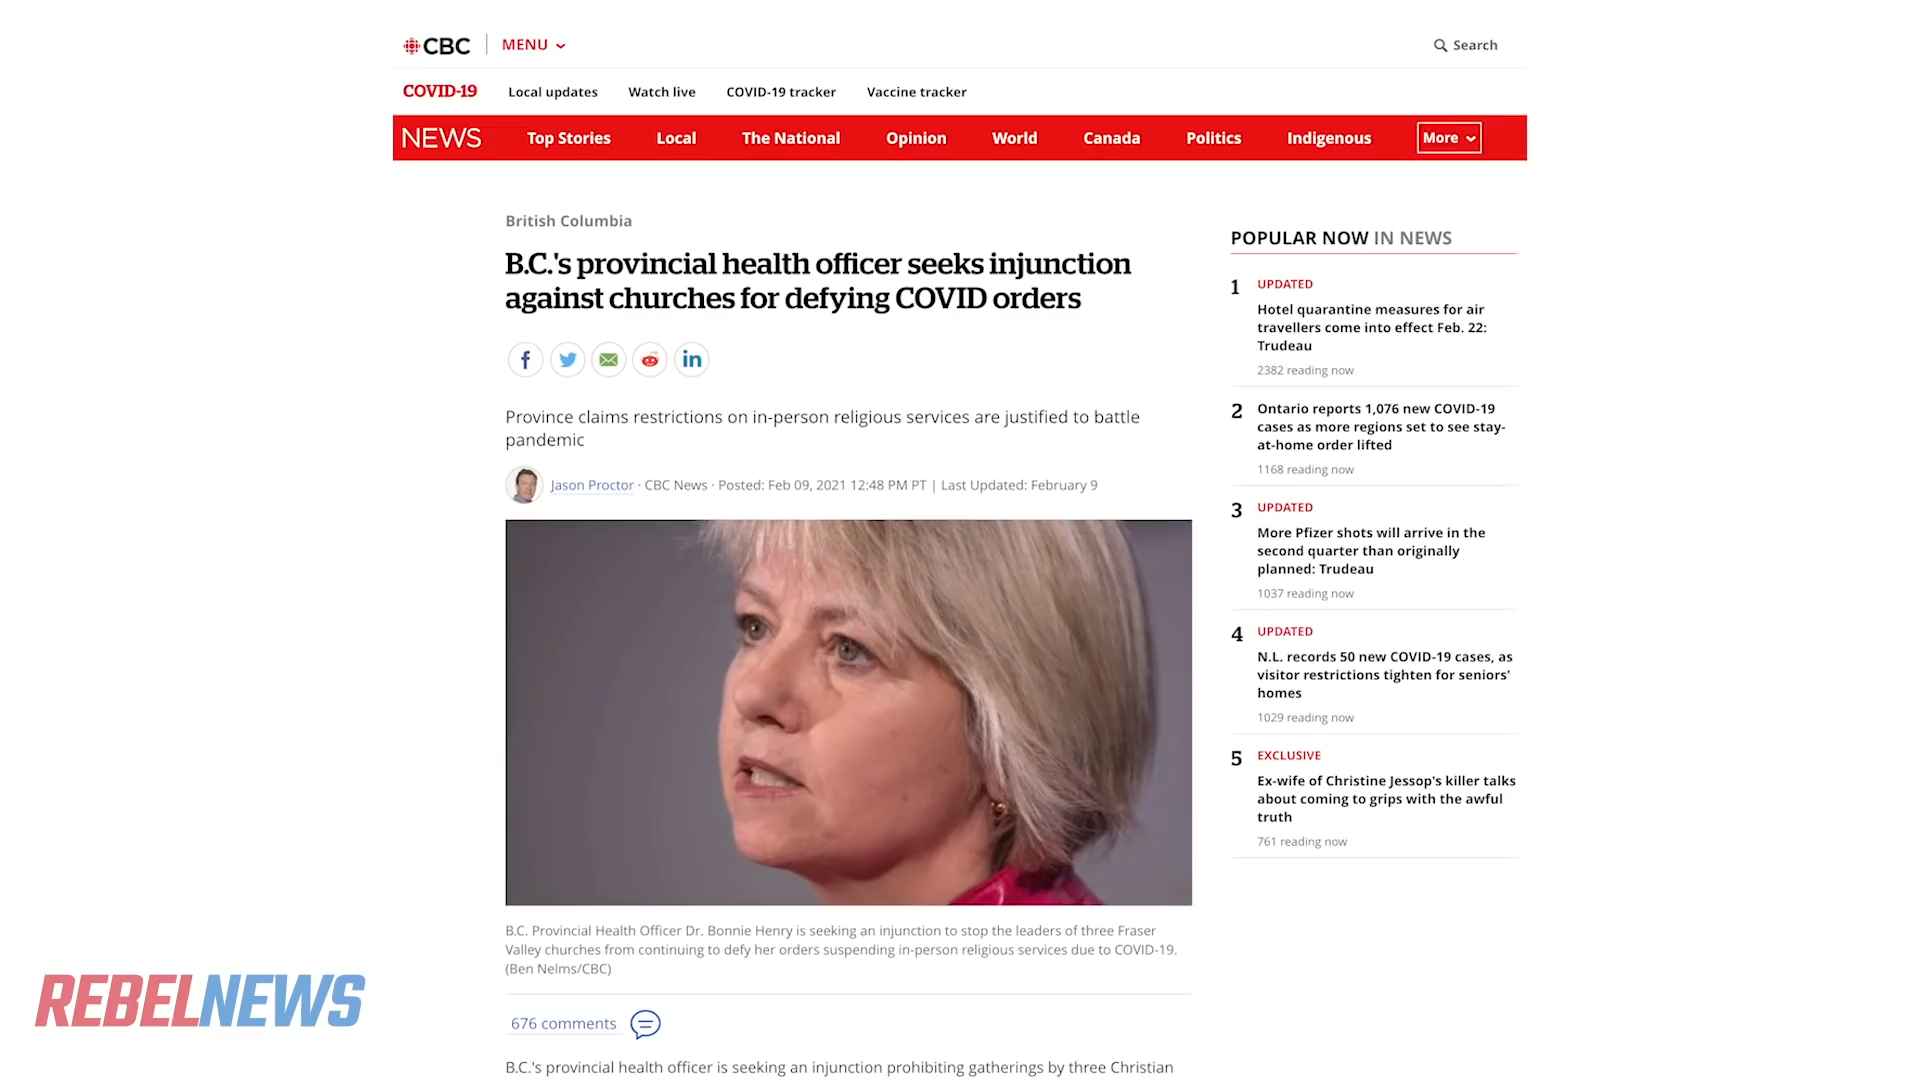 CBC
MENU
Search
COVID-19
Local updates
Watch live
COVID-19 tracker
Vaccine tracker
NEWS
Top Stories
Local
The National
Opinion
World
Canada
Politics
Indigenous
More
British Columbia
B.C.'s provincial health officer seeks injunction
against churches for defying COVID orders
Province claims restrictions on in-person religious services are justified to battle
pandemic
Jason Proctor · CBC News · Posted: Feb 09, 2021 12:48 PM PT | Last Updated: February 9
B.C. Provincial Health Officer Dr. Bonnie Henry is seeking an injunction to stop the leaders of three Fraser
Valley churches from continuing to defy her orders suspending in-person religious services due to COVID-19.
(Ben Nelms/CBC)
676 comments
B.C.'s provincial health officer is seeking an injunction prohibiting gatherings by three Christian
POPULAR NOW IN NEWS
1 UPDATED
Hotel quarantine measures for air
travellers come into effect Feb. 22:
Trudeau
2382 reading now
2 Ontario reports 1,076 new COVID-19
cases as more regions set to see stay-
at-home order lifted
1168 reading now
3 UPDATED
More Pfizer shots will arrive in the
second quarter than originally
planned: Trudeau
1037 reading now
4 UPDATED
N.L. records 50 new COVID-19 cases, as
visitor restrictions tighten for seniors'
homes
1029 reading now
5 EXCLUSIVE
Ex-wife of Christine Jessop's killer talks
about coming to grips with the awful
truth
761 reading now
REBELNEWS